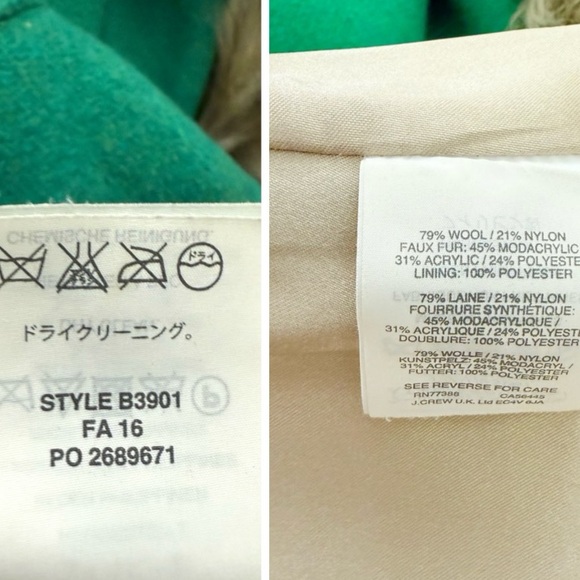 CHEMISCHE REINIGUNG.
ドライ
ドライクリーニング。
STYLE B3901
FA 16
PO 2689671
79% WOOL / 21% NYLON
FAUX FUR: 45% MODACRYLIC
31% ACRYLIC / 24% POLYESTE
LINING: 100% POLYESTER
79% LAINE / 21% NYLON
FOURRURE SYNTHÉTIQUE:
45% MODACRYLIQUE /
31% ACRYLIQUE / 24% POLYEST
DOUBLURE: 100% POLYESTER
79% WOLLE / 21% NYLON
KUNSTPELZ: 45% MODACRYL /
31% ACRYL / 24% POLYESTER
FUTTER: 100% POLYESTER
SEE REVERSE FOR CARE
RN77388 CA56445
J.CREW U.K. Ltd EC4V 6JA